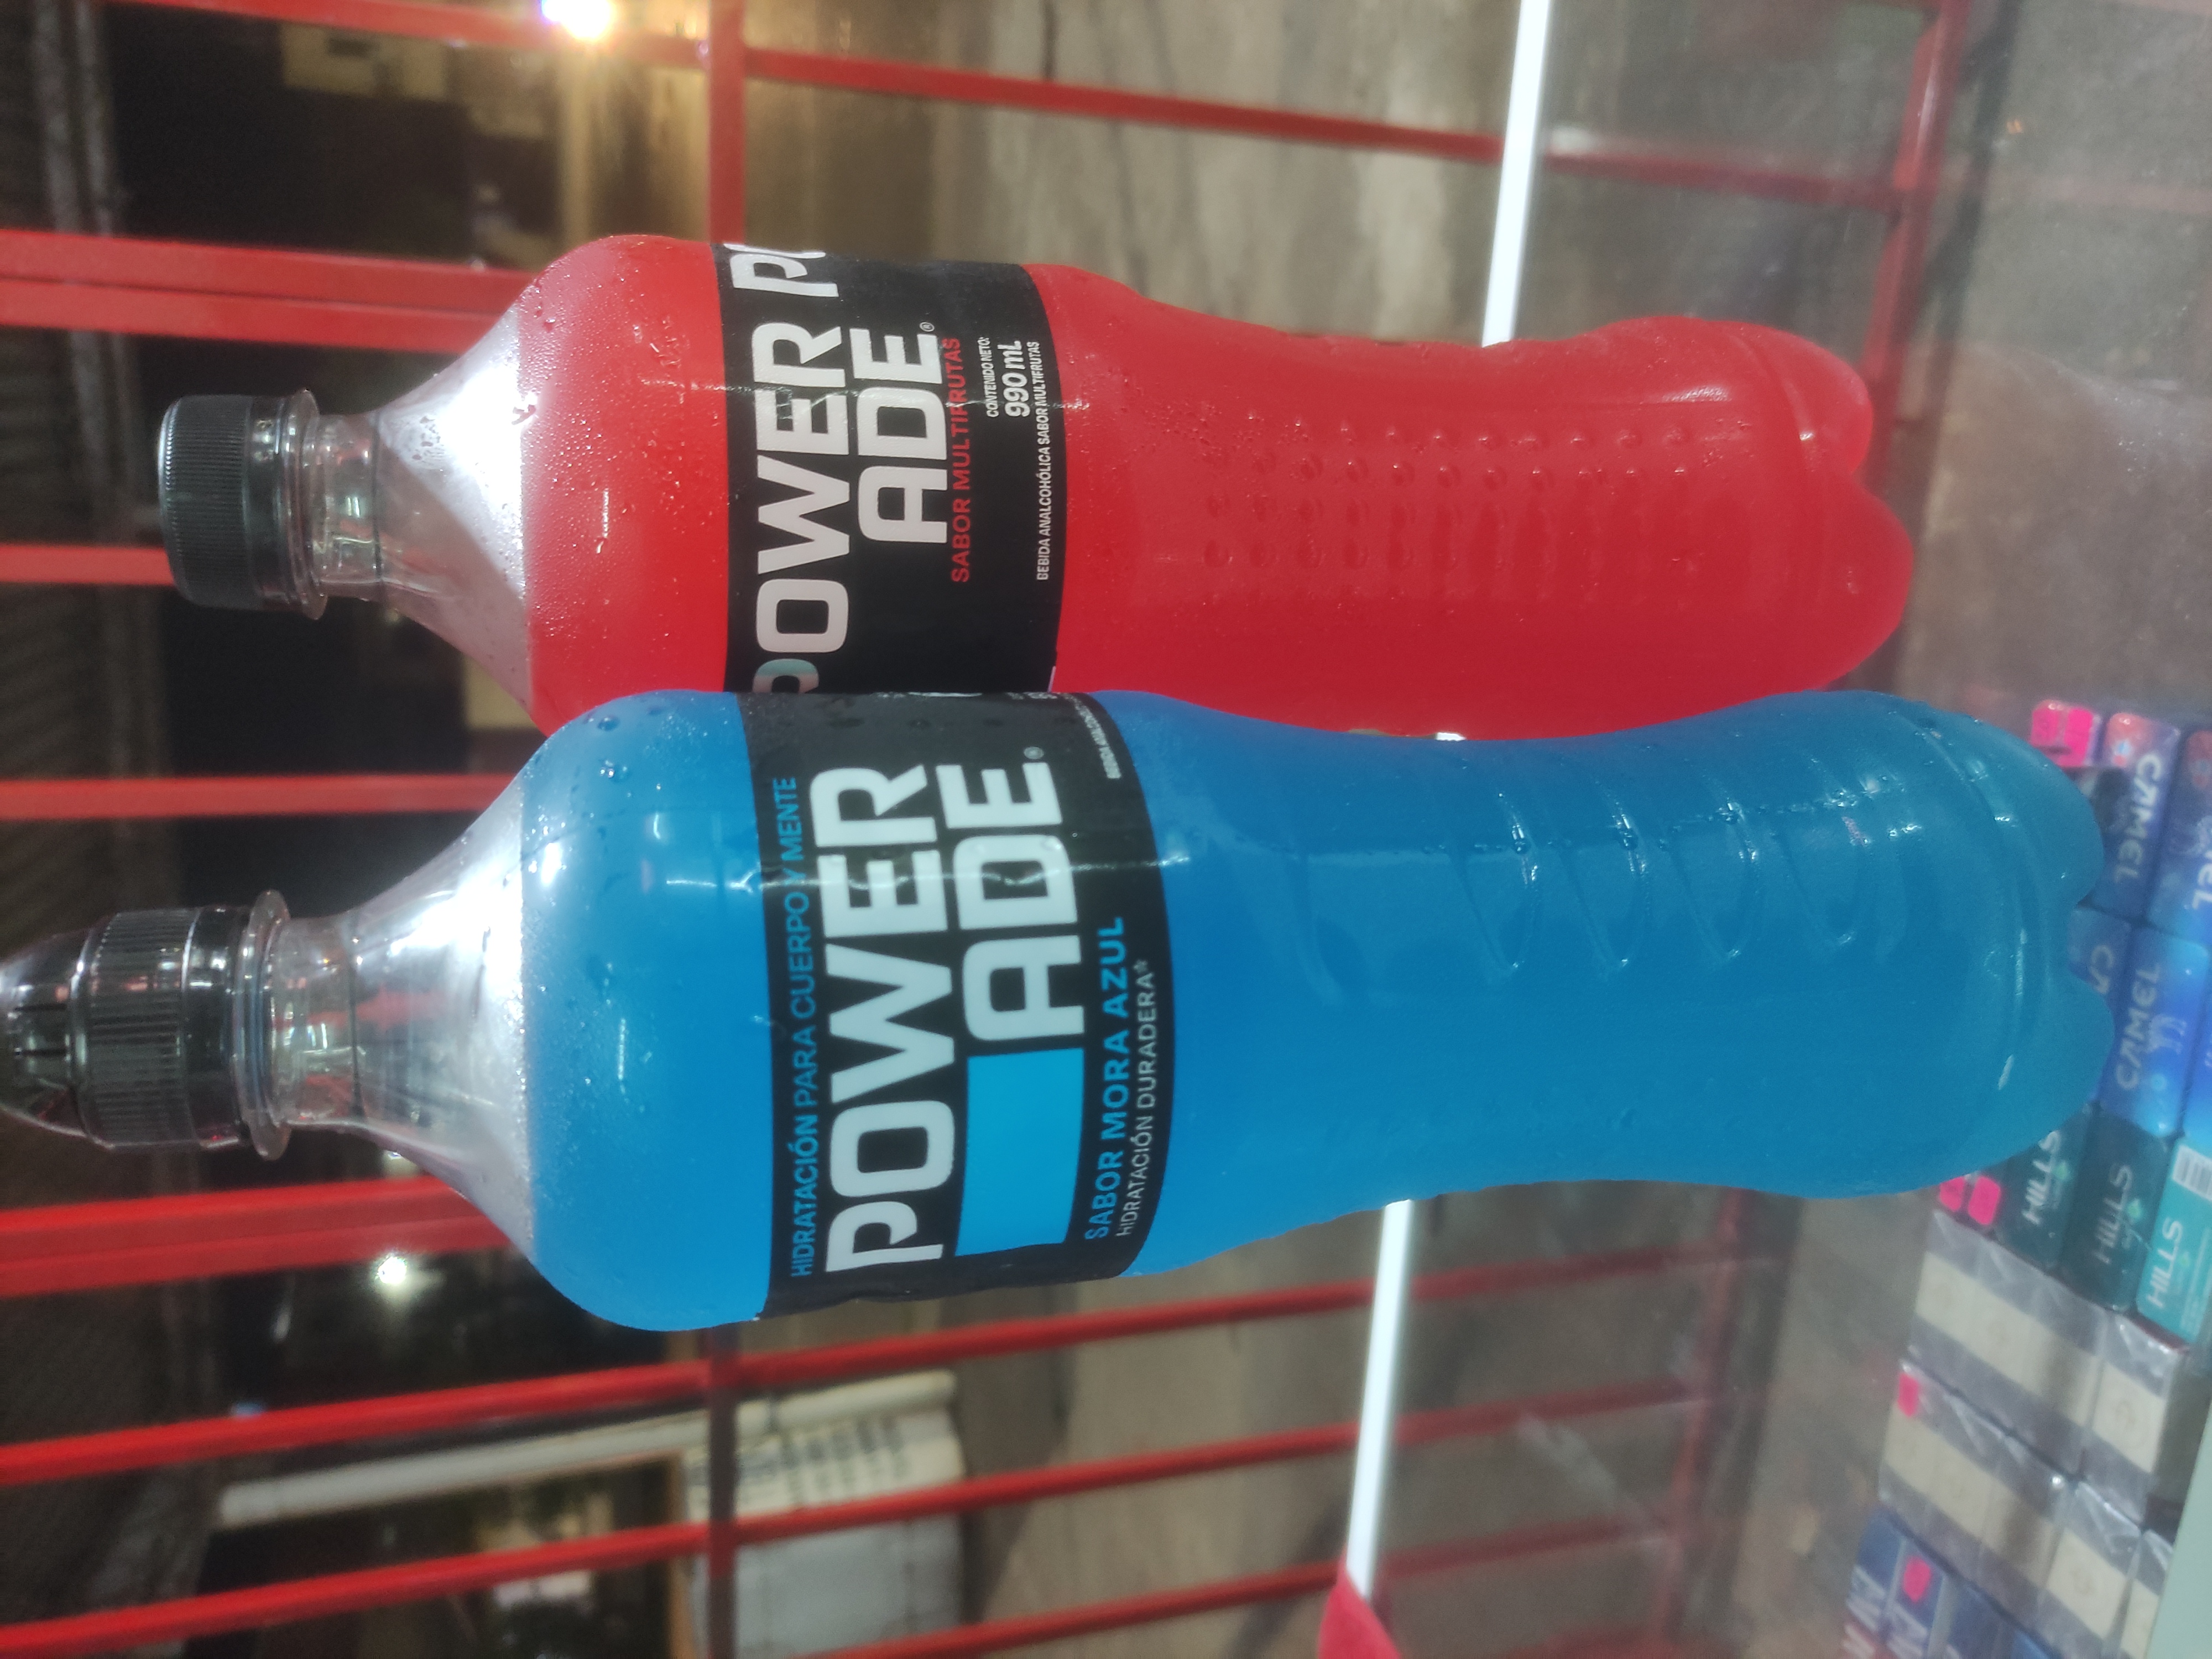 HIDRATACIÓN PARA CUERPO Y MENTE
POWER
ADE®
SABOR MORA AZUL
HIDRATACIÓN DURADERA*
BEBIDA
POWER
ADE®
SABOR MULTIFRUTAS
CONTENIDO NETO:
990 mL
BEBIDA ANALCOHÓLICA SABOR MULTIFRUTAS
HILLS
HILLS
HILLS
CAMEL
CAMEL